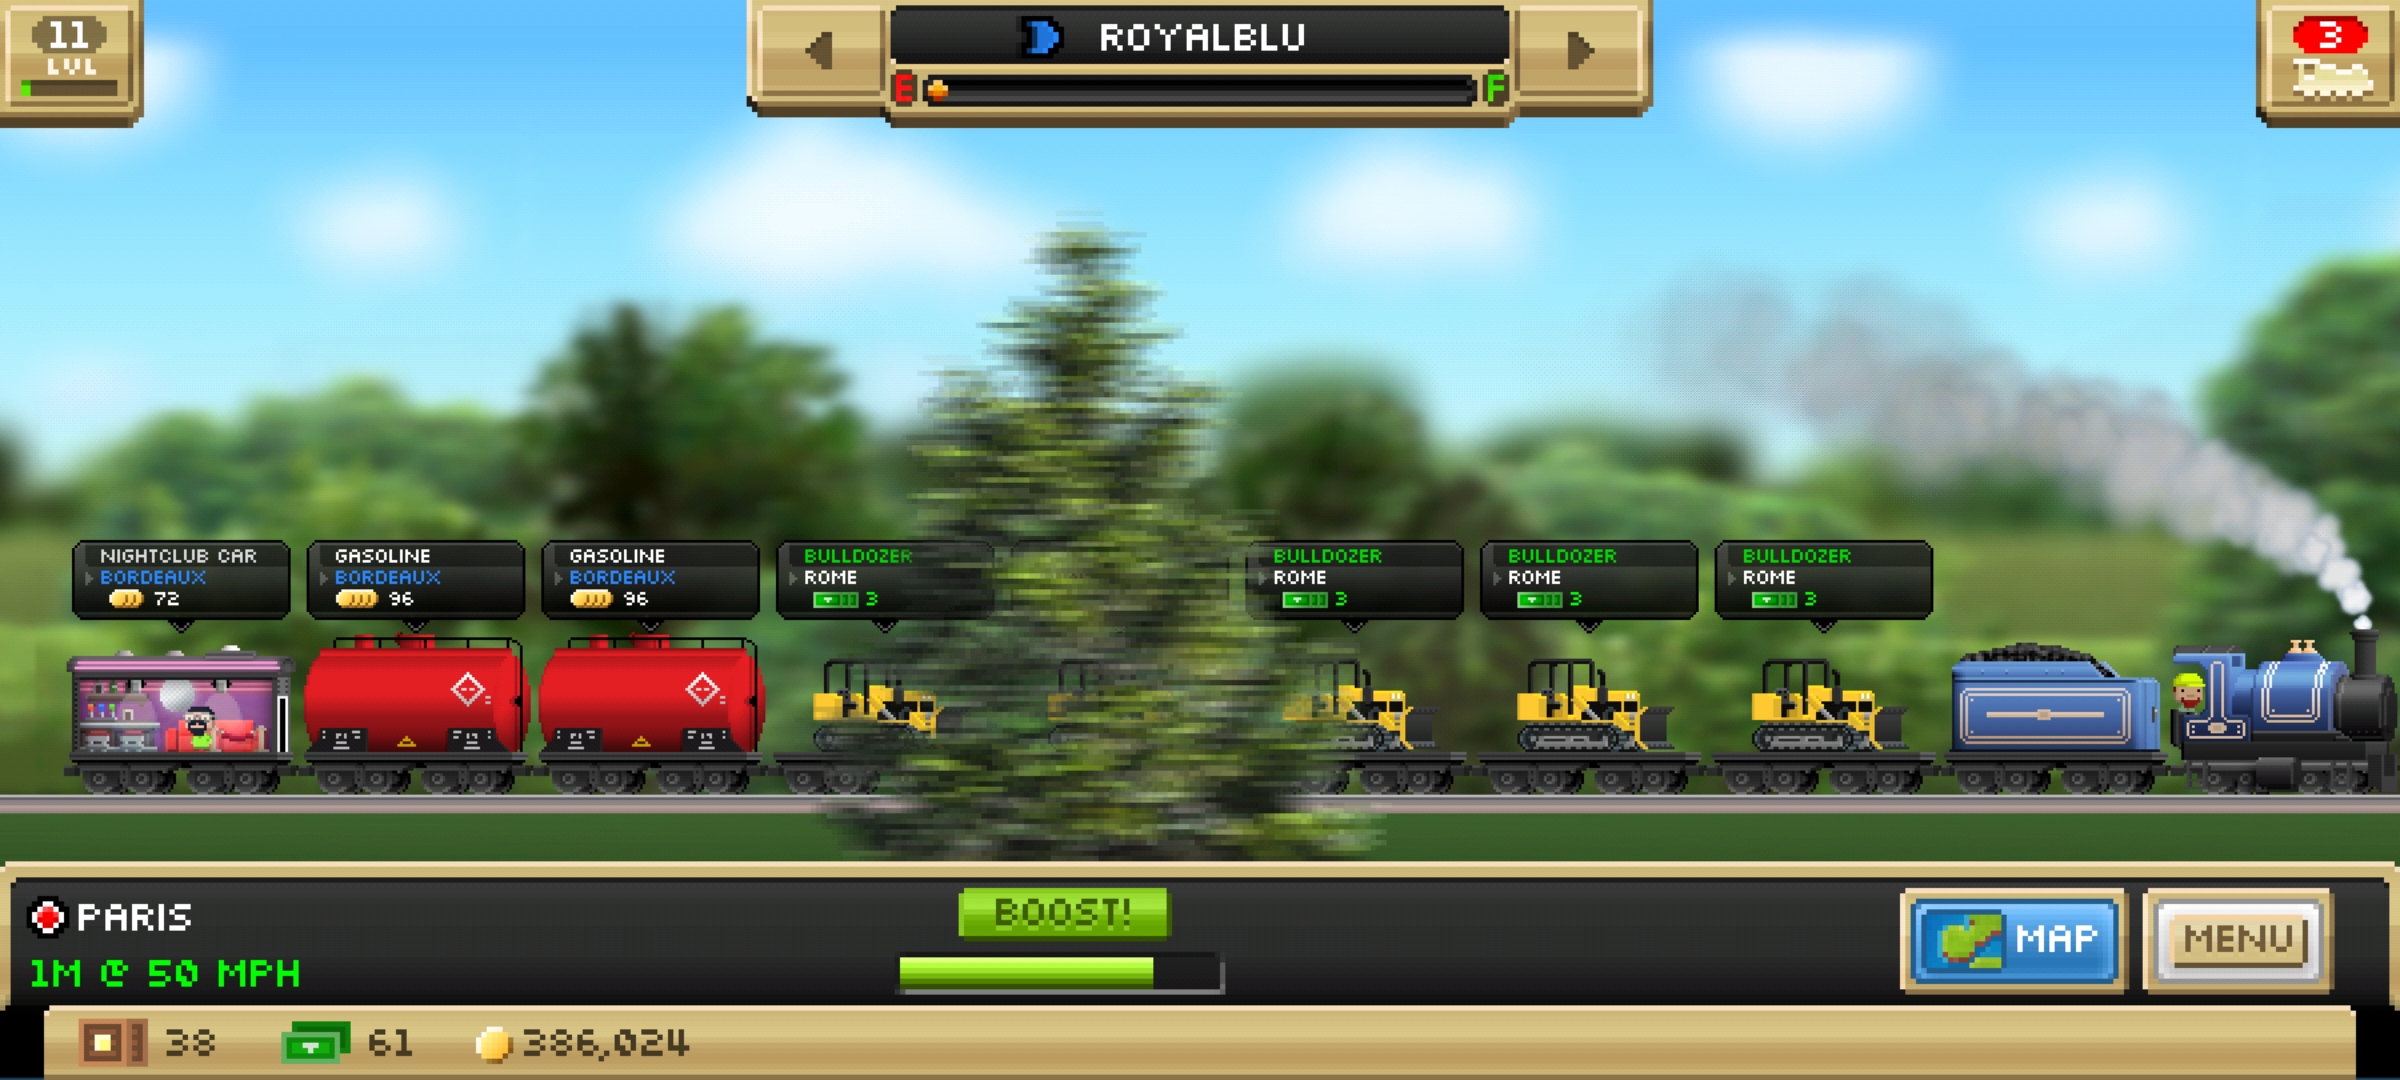 11
LVL
ROYALBLU
E F
3
NIGHTCLUB CAR
BORDEAUX
72
GASOLINE
BORDEAUX
96
GASOLINE
BORDEAUX
96
BULLDOZER
ROME
3
BULLDOZER
ROME
3
BULLDOZER
ROME
3
BULLDOZER
ROME
3
PARIS
1M @ 50 MPH
BOOST!
MAP
MENU
38
61
386,024